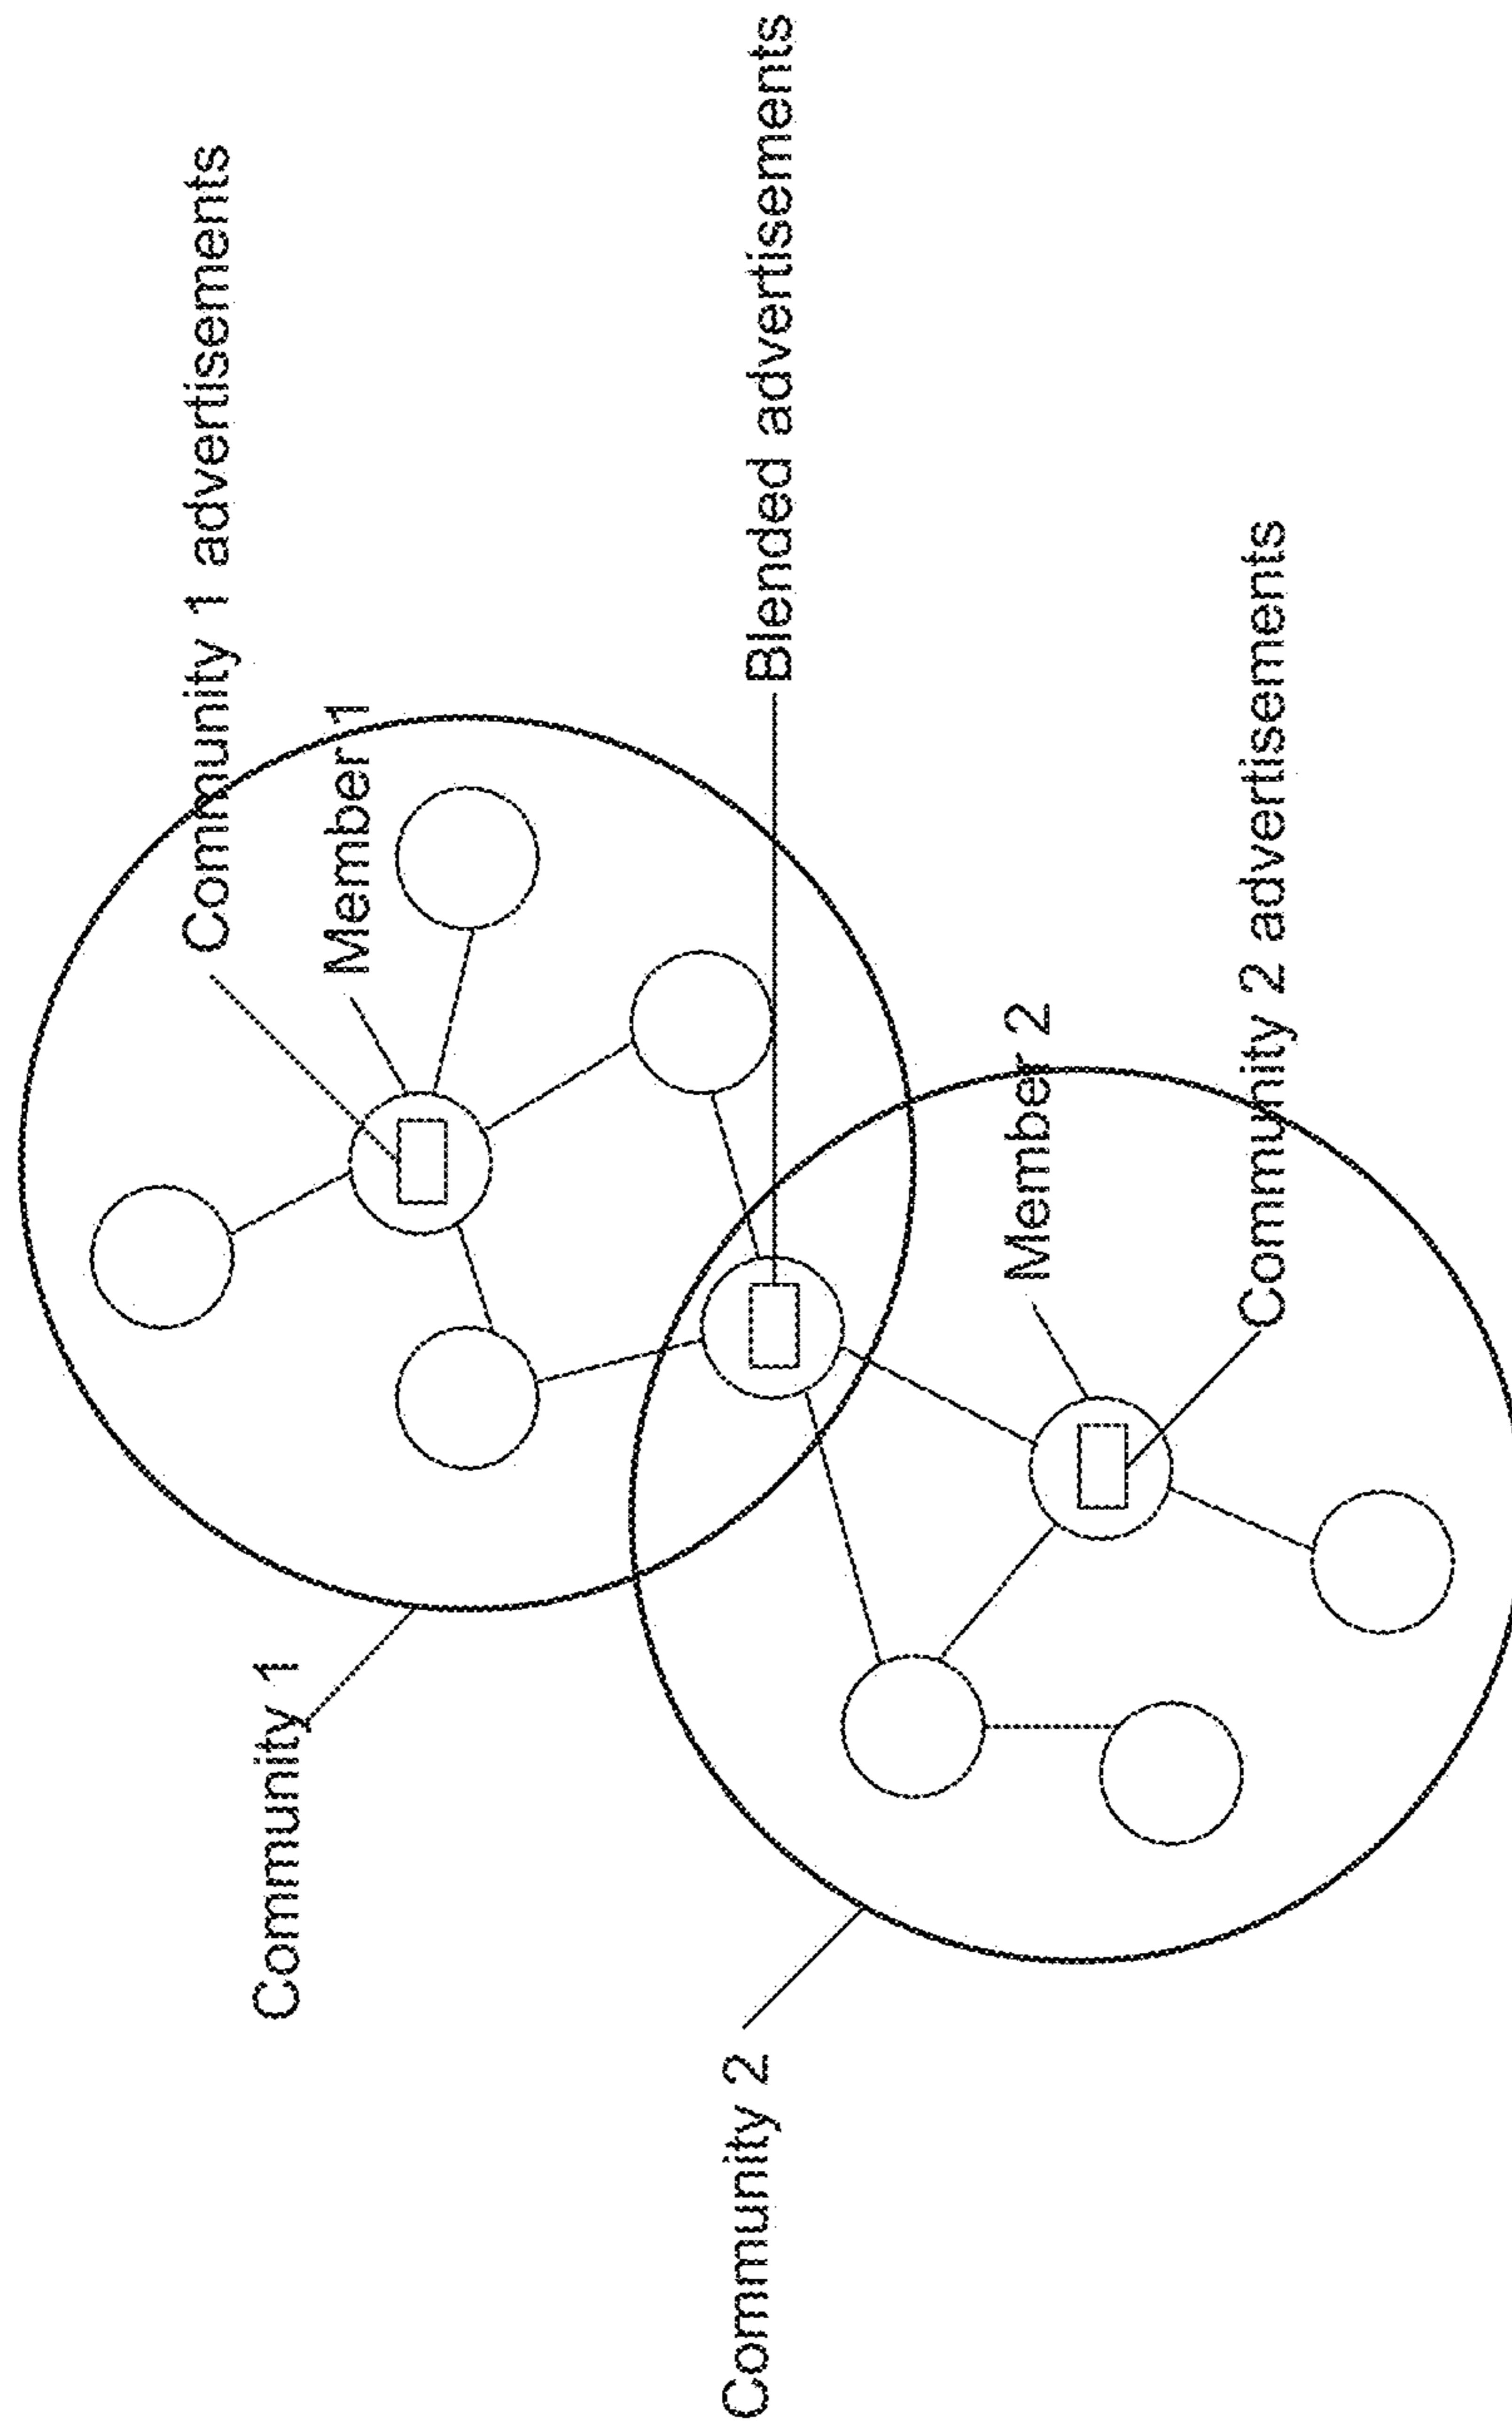 Community 1 advertisements
Member 1
Community 1
Blended advertisements
Community 2
Member 2
Community 2 advertisements